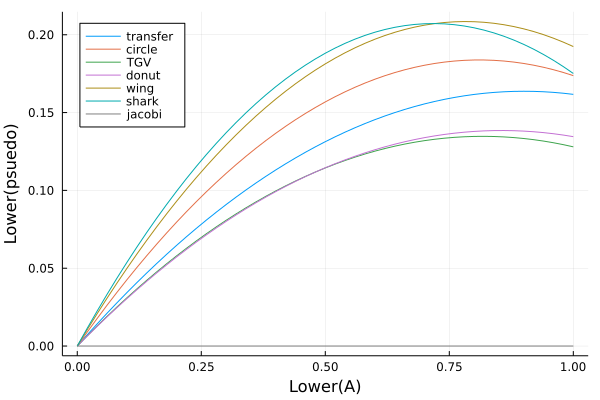 0.20
0.15
0.10
0.05
0.00
Lower(psuedo)
transfer
circle
TGV
donut
wing
shark
jacobi
0.00 0.25 0.50 0.75 1.00
Lower(A)